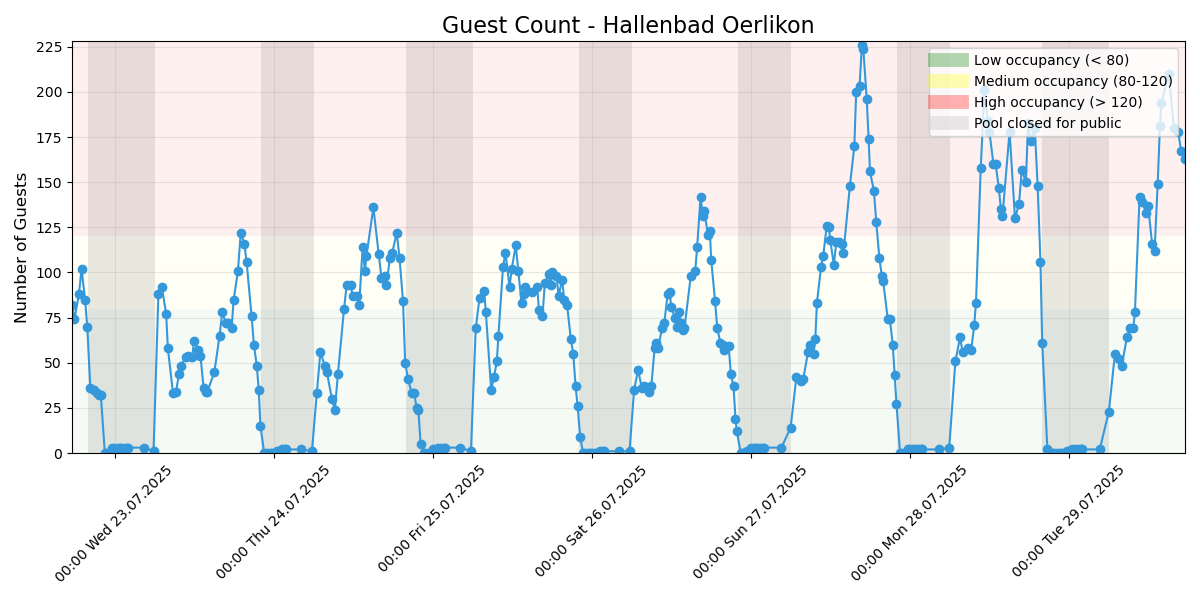 Guest Count - Hallenbad Oerlikon
Number of Guests
225
200
175
150
125
100
75
50
25
0
Low occupancy (< 80)
Medium occupancy (80-120)
High occupancy (> 120)
Pool closed for public
00:00 Wed 23.07.2025
00:00 Thu 24.07.2025
00:00 Fri 25.07.2025
00:00 Sat 26.07.2025
00:00 Sun 27.07.2025
00:00 Mon 28.07.2025
00:00 Tue 29.07.2025